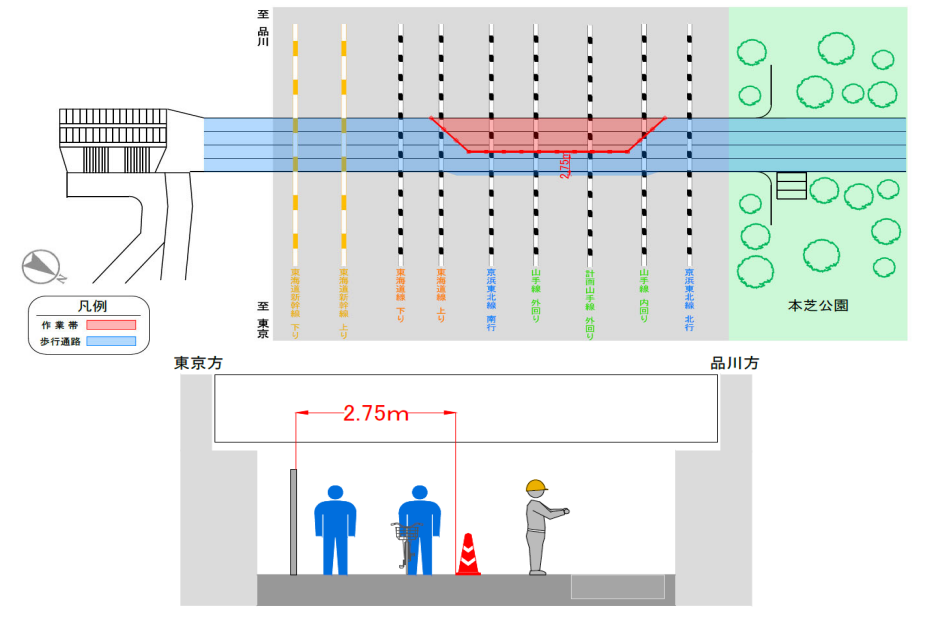 至 品川
2.75m
東海道新幹線 下り
東海道新幹線 上り
東海道線 下り
東海道線 上り
京浜東北線 南行
山手線 外回り
計画山手線 外回り
山手線 内回り
京浜東北線 北行
N
至 東京
本芝公園
凡例
作業帯
歩行通路
東京方
品川方
2.75m